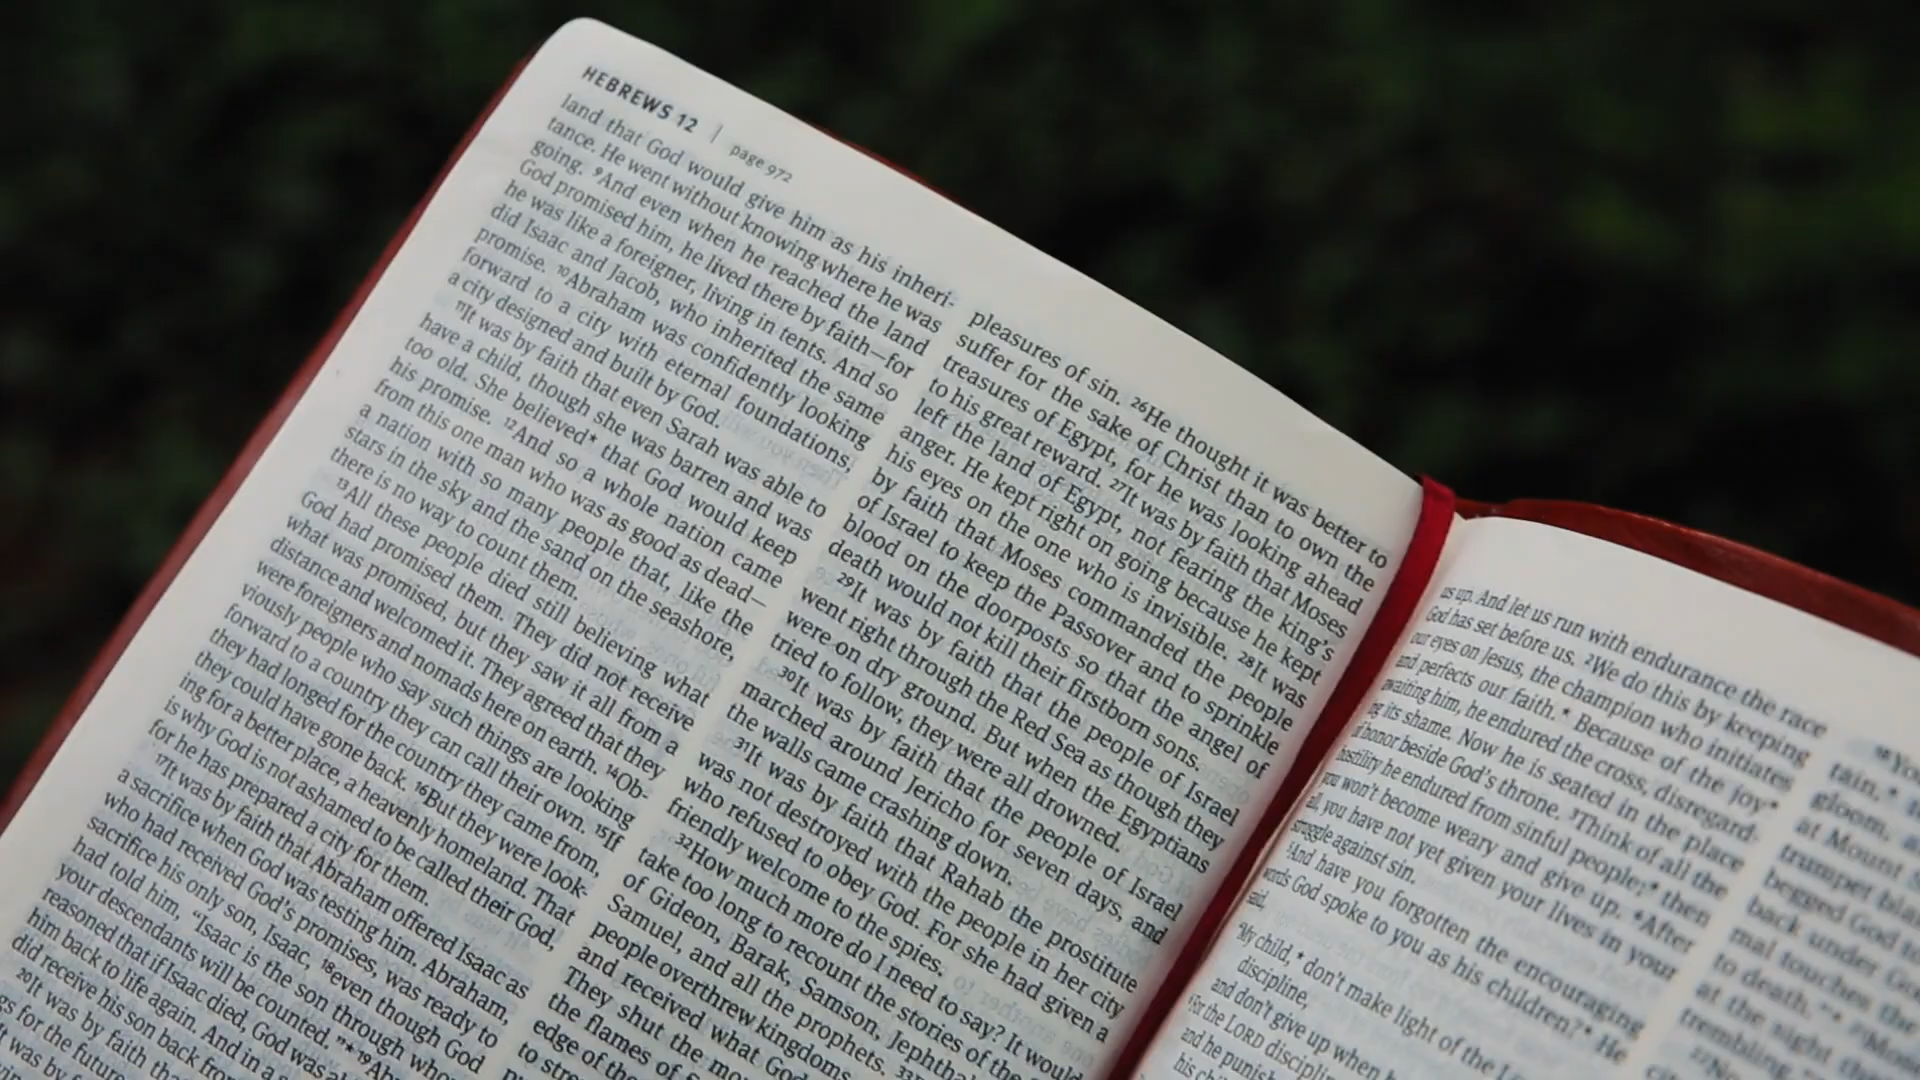 HEBREWS 12 | page 972
land that God would give him as his inheri-
tance. He went without knowing where he was
going. 9And even when he reached the land
God promised him, he lived there by faith—for
he was like a foreigner, living in tents. And so
did Isaac and Jacob, who inherited the same
promise. 10Abraham was confidently looking
forward to a city with eternal foundations,
a city designed and built by God.
11It was by faith that even Sarah was able to
have a child, though she was barren and was
too old. She believed* that God would keep
his promise. 12And so a whole nation came
from this one man who was as good as dead—
a nation with so many people that, like the
stars in the sky and the sand on the seashore,
there is no way to count them.
13All these people died still believing what
God had promised them. They did not receive
what was promised, but they saw it all from a
distance and welcomed it. They agreed that they
were foreigners and nomads here on earth. 14Ob-
viously people who say such things are looking
forward to a country they can call their own. 15If
they had longed for the country they came from,
they could have gone back. 16But they were look-
ing for a better place, a heavenly homeland. That
is why God is not ashamed to be called their God,
for he has prepared a city for them.
17It was by faith that Abraham offered Isaac as
a sacrifice when God was testing him. Abraham,
who had received God's promises, was ready to
sacrifice his only son, Isaac, 18even though God
had told him, "Isaac is the son through whom
your descendants will be counted."* 19Ab
reasoned that if Isaac died, God was
him back to life again. And in a
did receive his son back from
20It was by faith
gs for the future
t was by
pleasures of sin. 26He thought it was better to
suffer for the sake of Christ than to own the
treasures of Egypt, for he was looking ahead
to his great reward. 27It was by faith that Moses
left the land of Egypt, not fearing the king's
anger. He kept right on going because he kept
his eyes on the one who is invisible. 28It was
by faith that Moses commanded the people
of Israel to keep the Passover and to sprinkle
blood on the doorposts so that the angel of
death would not kill their firstborn sons.
29It was by faith that the people of Israel
went right through the Red Sea as though they
were on dry ground. But when the Egyptians
tried to follow, they were all drowned.
30It was by faith that the people of Israel
marched around Jericho for seven days, and
the walls came crashing down.
31It was by faith that Rahab the prostitute
was not destroyed with the people in her city
who refused to obey God. For she had given a
friendly welcome to the spies.
32How much more do I need to say? It would
take too long to recount the stories of the
of Gideon, Barak, Samson, Jephthah
Samuel, and all the prophets. 33
people overthrew kingdoms
and received what God
They shut the
the flames of
edge of the
to
us up. And let us run with endurance the race
God has set before us. 2We do this by keeping
our eyes on Jesus, the champion who initiates
and perfects our faith.* Because of the joy*
awaiting him, he endured the cross, disregard-
ing its shame. Now he is seated in the place
of honor beside God's throne. 3Think of all the
hostility he endured from sinful people;* then
you won't become weary and give up. 4After
all, you have not yet given your lives in your
struggle against sin.
5And have you forgotten the encouraging
words God spoke to you as his children?* He
said,
"My child,* don't make light of the
discipline,
and don't give up when
For the LORD
and he
his
18You
tain,*
gloom,
at Mount
trumpet
begged God
back under
mal touches the
to death."*
at the sight
trembling."